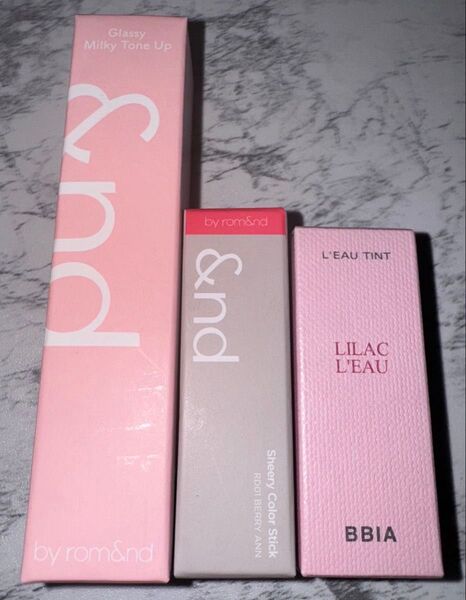 Glassy
Milky Tone Up
&nd
by rom&nd
by rom&nd
&nd
Sheery Color Stick
RD01 BERRY ANN
L'EAU TINT
LILAC
L'EAU
BBIA